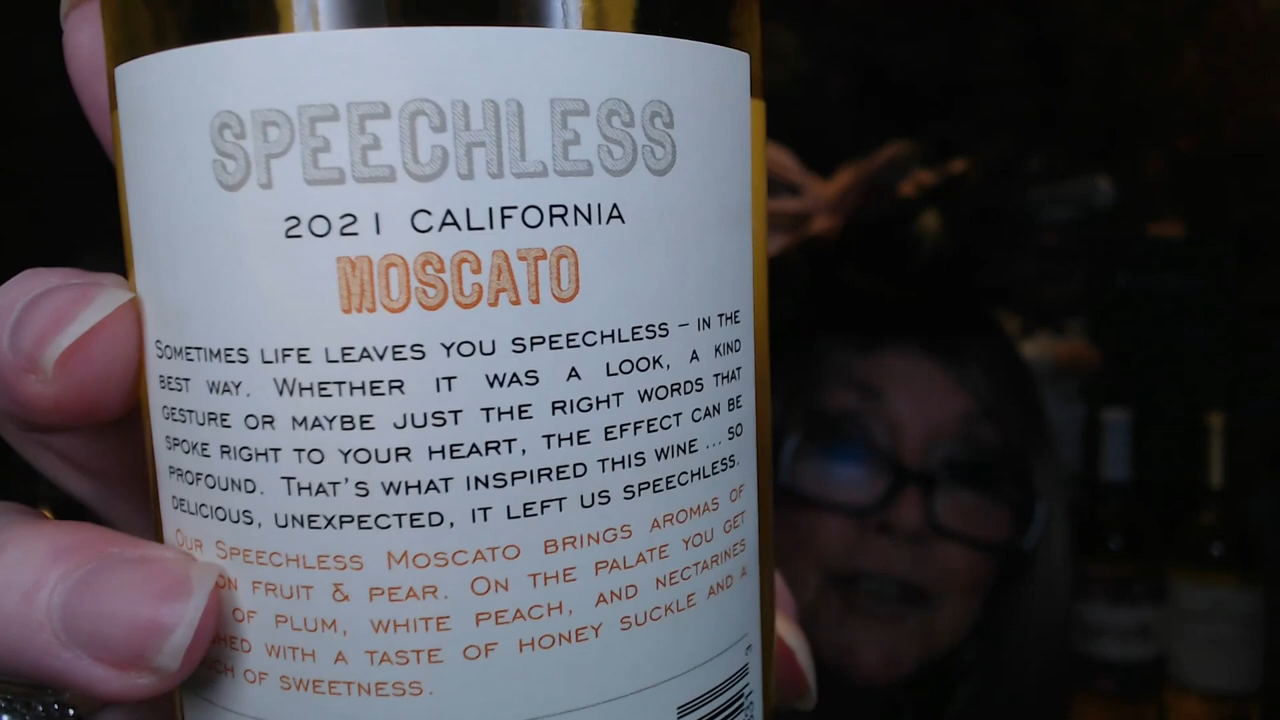 SPEECHLESS
2021 CALIFORNIA
MOSCATO
SOMETIMES LIFE LEAVES YOU SPEECHLESS – IN THE
BEST WAY. WHETHER IT WAS A LOOK, A KIND
GESTURE OR MAYBE JUST THE RIGHT WORDS THAT
SPOKE RIGHT TO YOUR HEART, THE EFFECT CAN BE
PROFOUND. THAT'S WHAT INSPIRED THIS WINE ... SO
DELICIOUS, UNEXPECTED, IT LEFT US SPEECHLESS.
OUR SPEECHLESS MOSCATO BRINGS AROMAS OF
FRUIT & PEAR. ON THE PALATE YOU GET
OF PLUM, WHITE PEACH, AND NECTARINES
WITH A TASTE OF HONEY SUCKLE AND A
OF SWEETNESS.